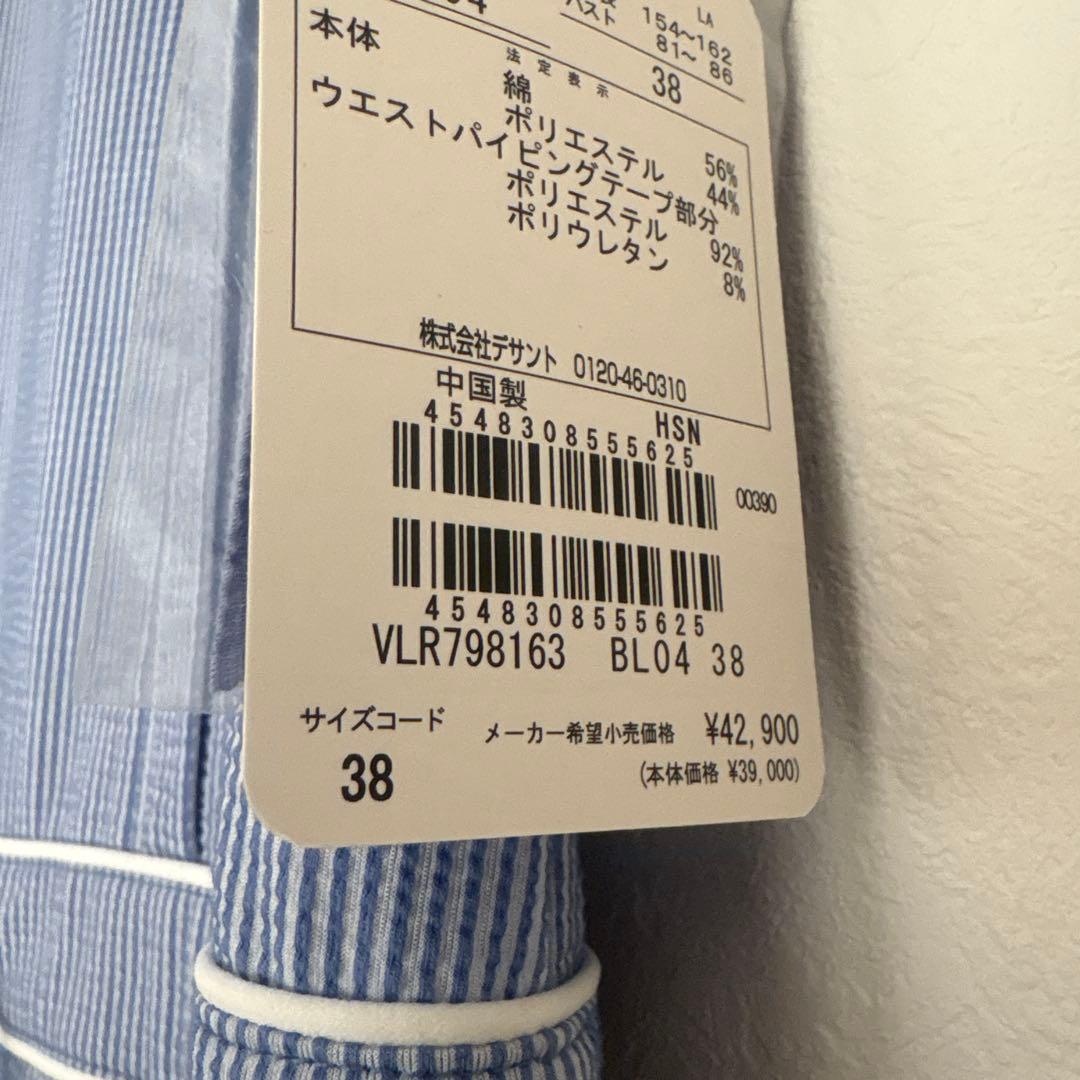 LA
154~162
バスト 81~ 86
38
本体
法定表示
綿 56%
ポリエステル 44%
ウエストパイピングテープ部分
ポリエステル 92%
ポリウレタン 8%
株式会社デサント 0120-46-0310
中国製
HSN
4548308555625
00390
4548308555625
VLR798163 BL04 38
サイズコード
38
メーカー希望小売価格 ¥42,900
(本体価格 ¥39,000)